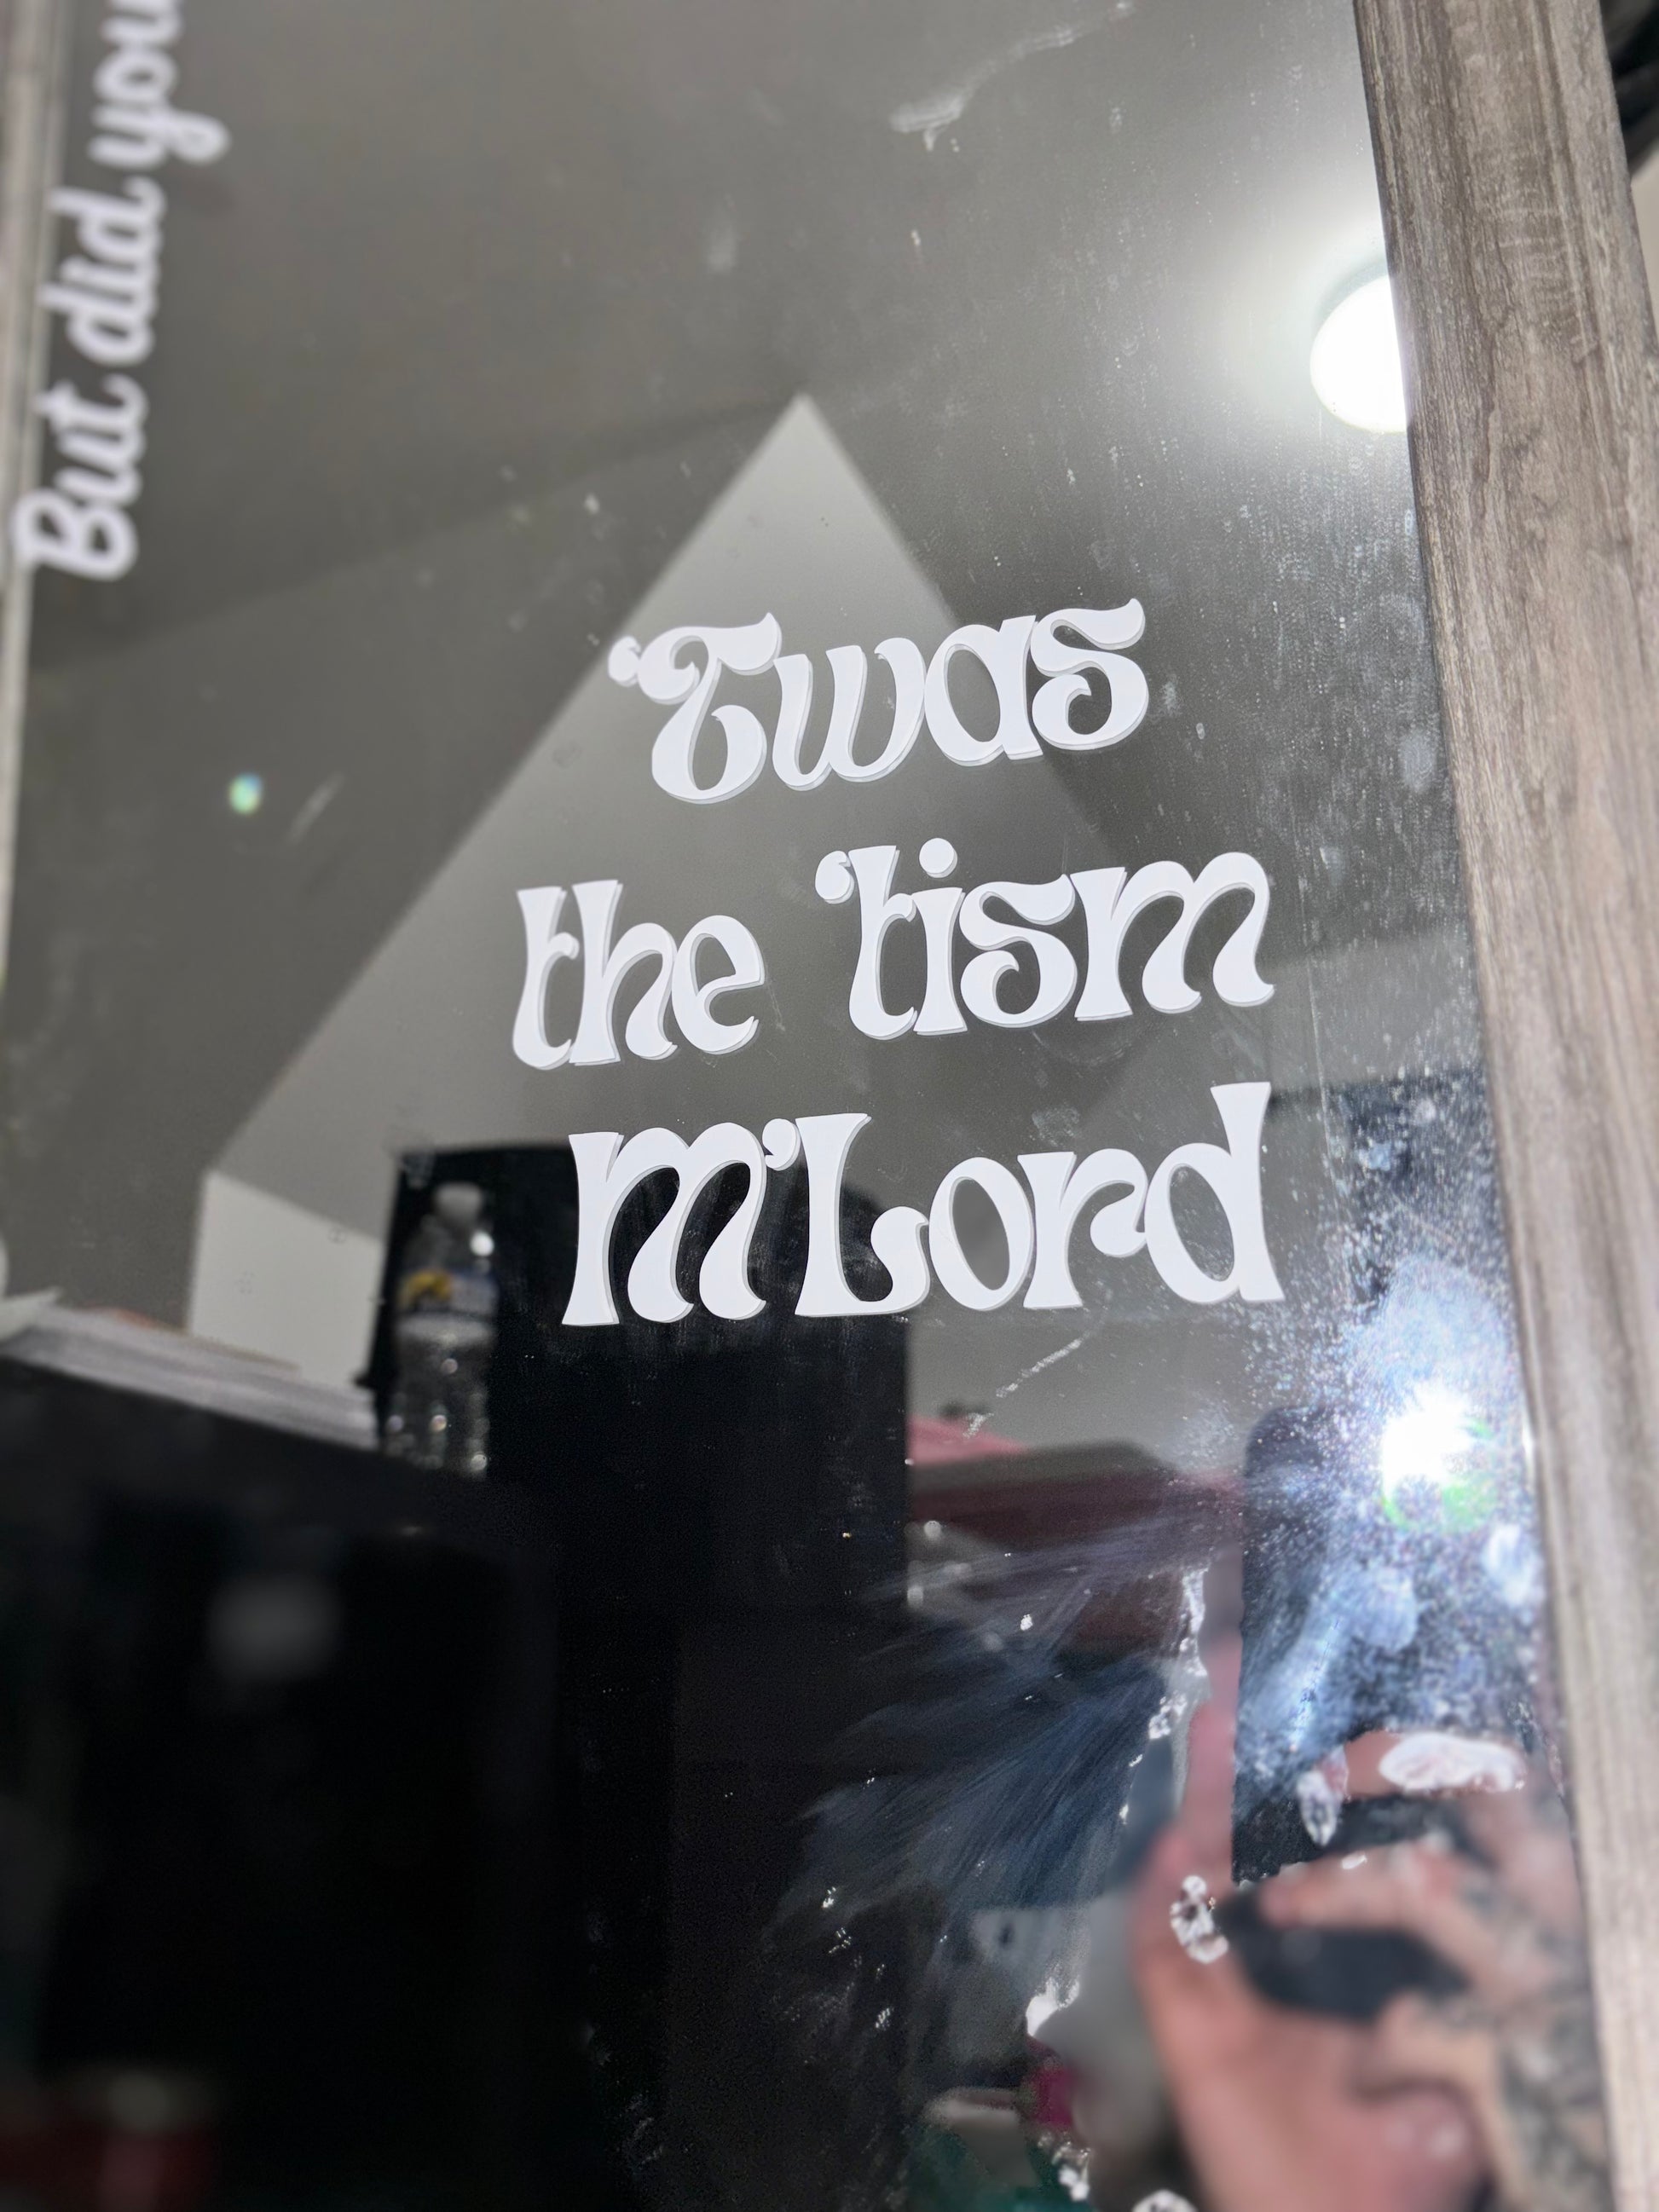 But did you
‘Twas
the ‘tism
M’Lord